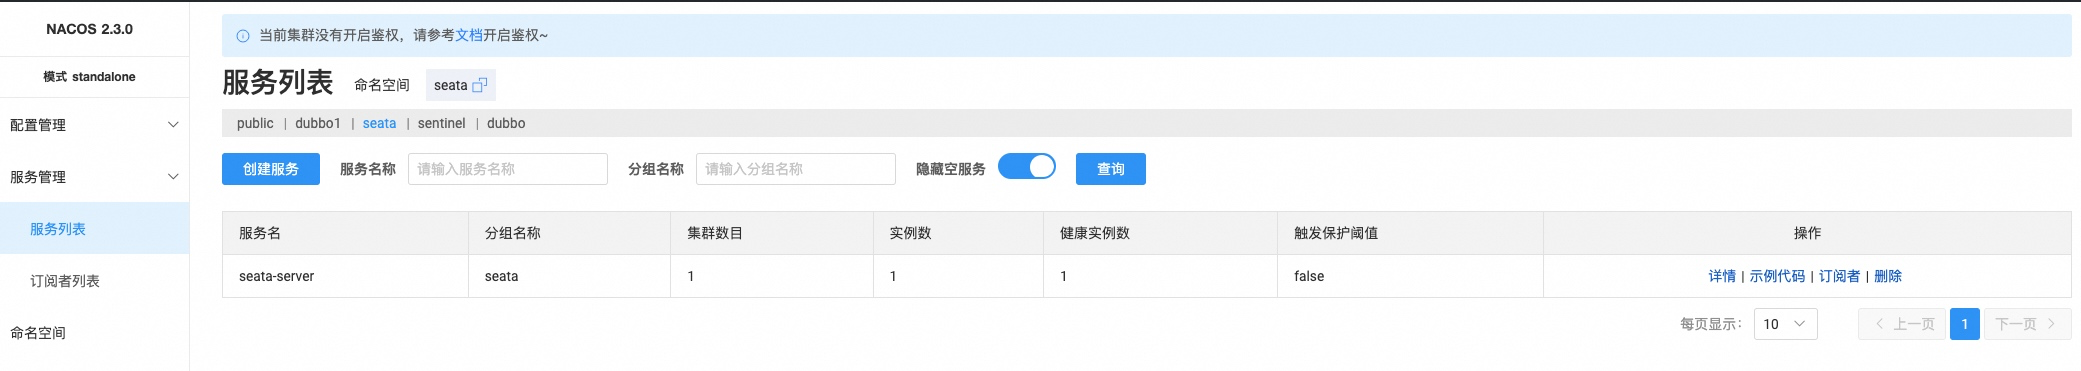 NACOS 2.3.0
模式 standalone
配置管理
服务管理
服务列表
订阅者列表
命名空间
当前集群没有开启鉴权，请参考文档开启鉴权~
服务列表 命名空间 seata
public | dubbo1 | seata | sentinel | dubbo
创建服务 服务名称 请输入服务名称 分组名称 请输入分组名称 隐藏空服务 查询
服务名 分组名称 集群数目 实例数 健康实例数 触发保护阈值 操作
seata-server seata 1 1 1 false 详情 | 示例代码 | 订阅者 | 删除
每页显示： 10 上一页 1 下一页